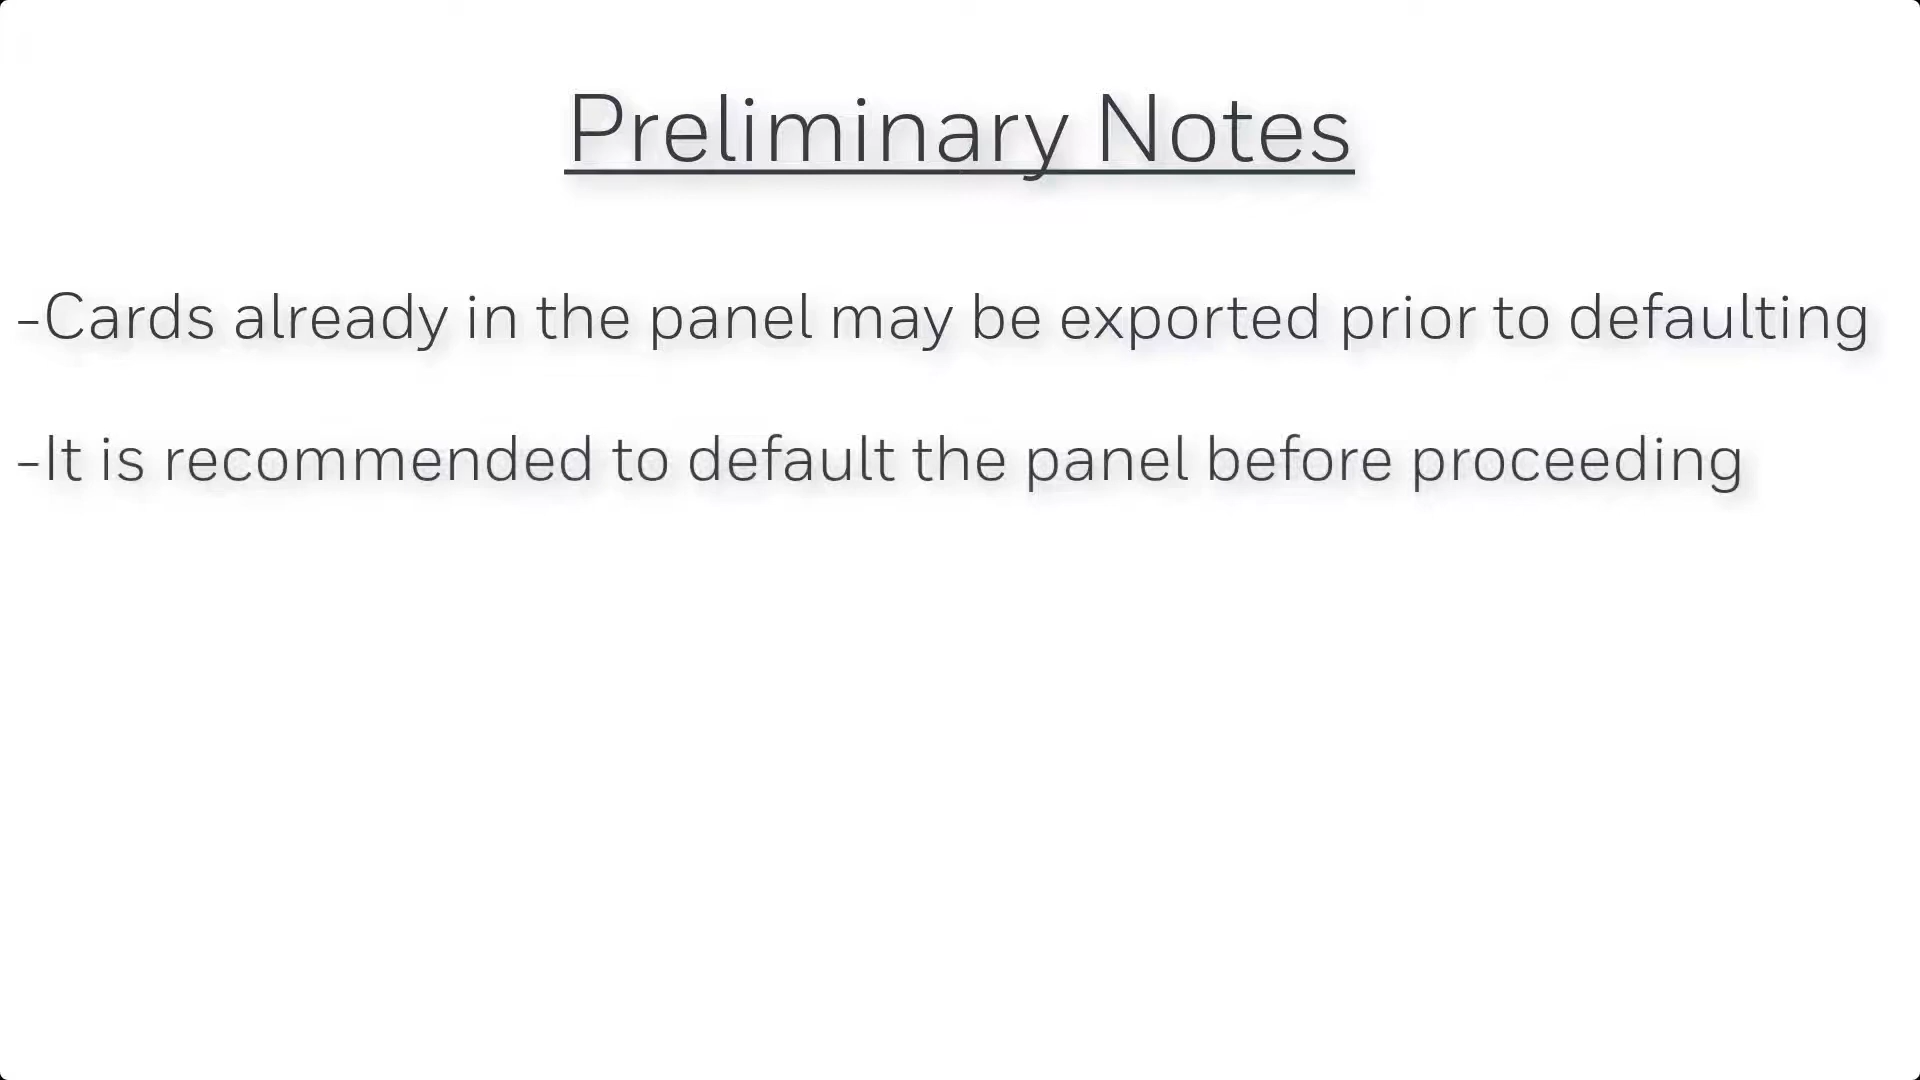 Preliminary Notes
-Cards already in the panel may be exported prior to defaulting
-It is recommended to default the panel before proceeding